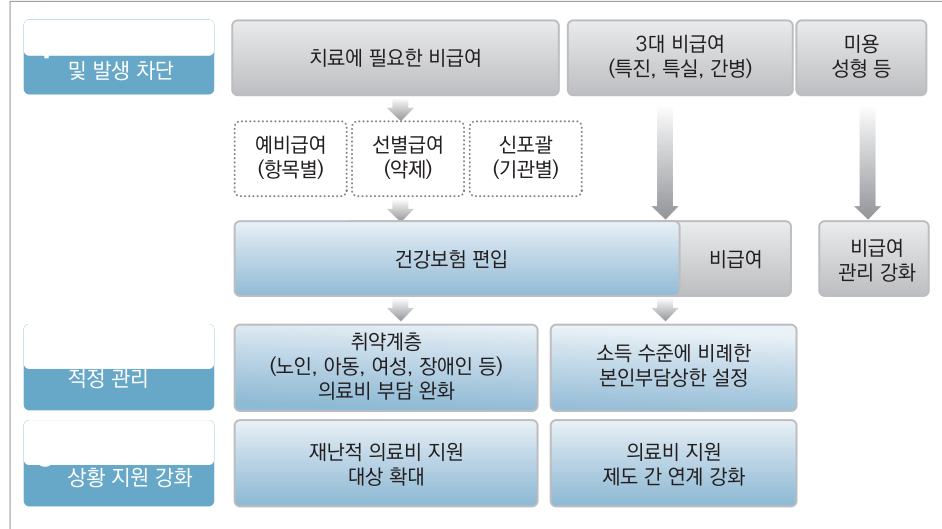 및 발생 차단
치료에 필요한 비급여
3대 비급여
(특진, 특실, 간병)
미용
성형 등
예비급여
(항목별)
선별급여
(약제)
신포괄
(기관별)
건강보험 편입
비급여
비급여
관리 강화
적정 관리
취약계층
(노인, 아동, 여성, 장애인 등)
의료비 부담 완화
소득 수준에 비례한
본인부담상한 설정
상황 지원 강화
재난적 의료비 지원
대상 확대
의료비 지원
제도 간 연계 강화